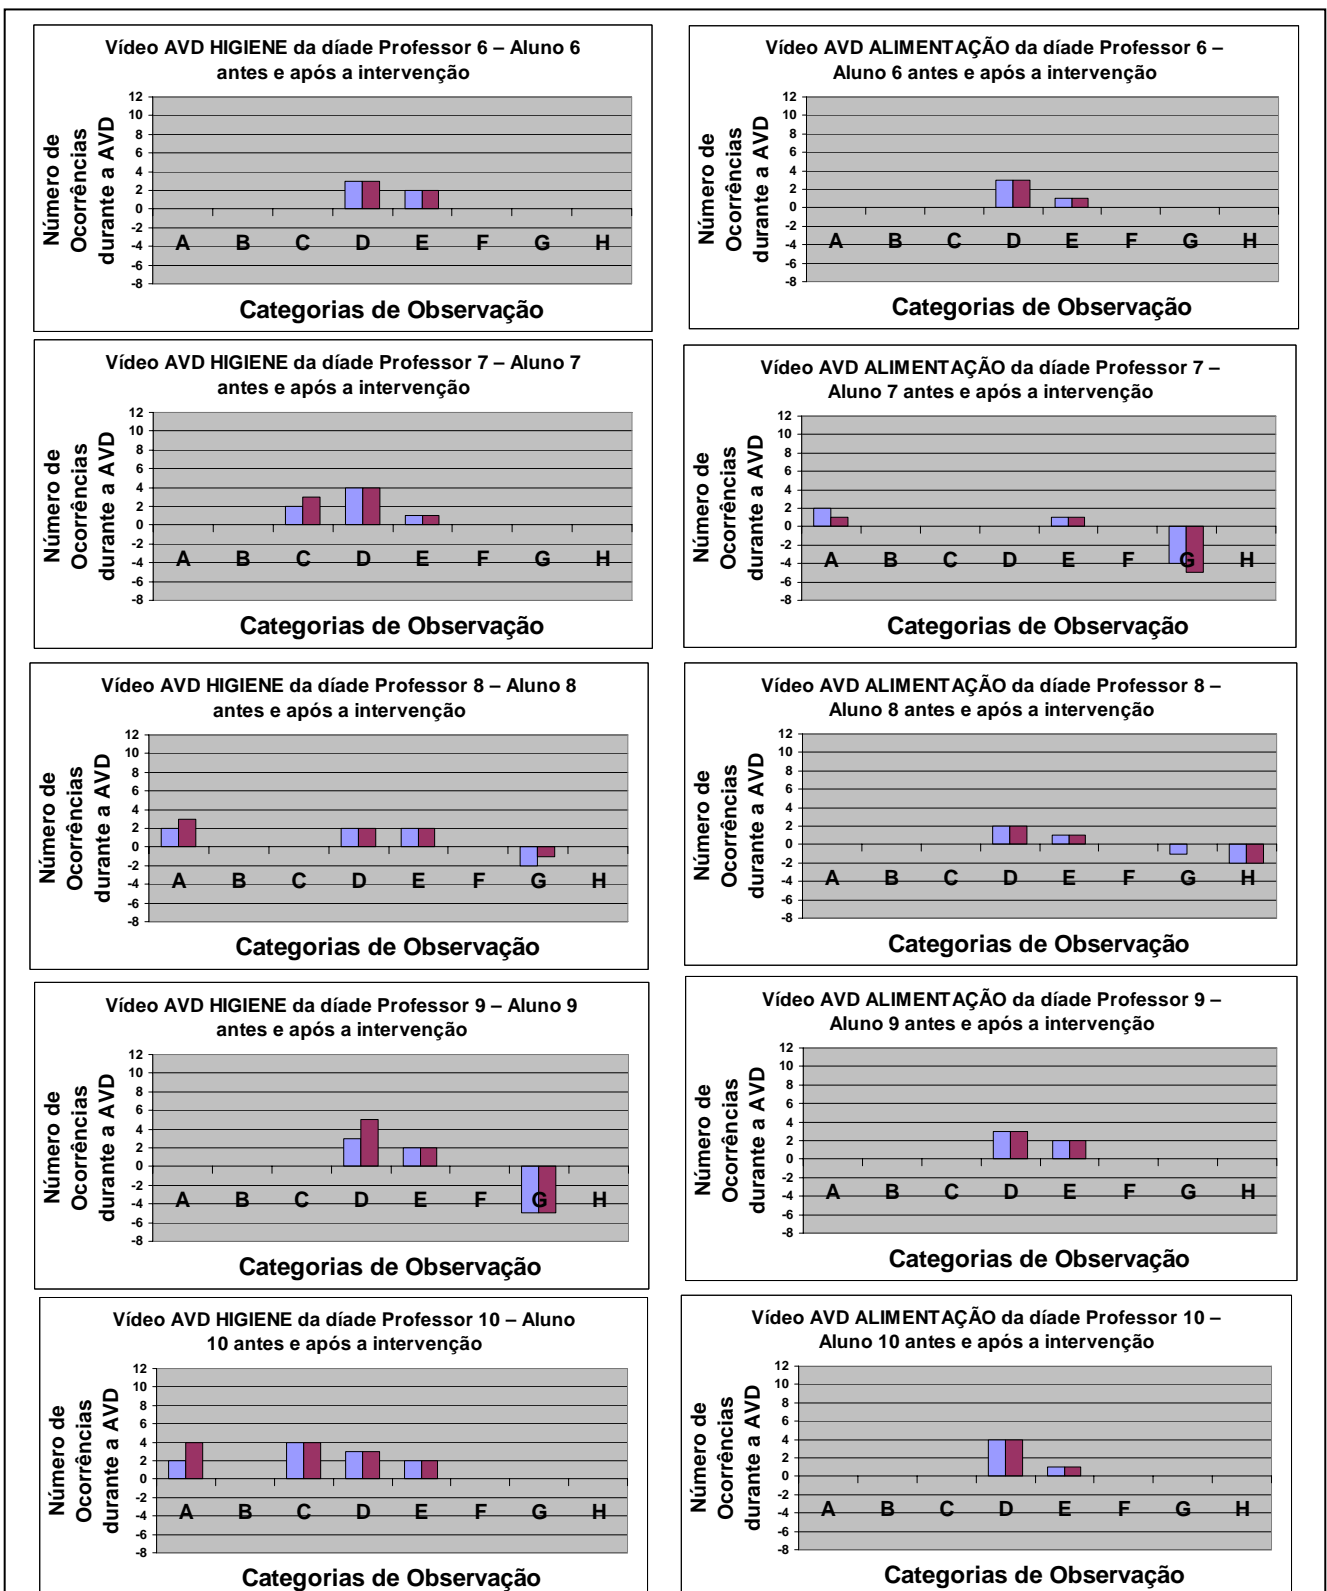 Vídeo AVD HIGIENE da díade Professor 6 – Aluno 6
antes e após a intervenção
12
10
8
6
4
2
0
-2
-4
-6
-8
Número de
Ocorrências
durante a AVD
A B C D E F G H
Categorias de Observação
Vídeo AVD ALIMENTAÇÃO da díade Professor 6 –
Aluno 6 antes e após a intervenção
12
10
8
6
4
2
0
-2
-4
-6
-8
Número de
Ocorrências
durante a AVD
A B C D E F G H
Categorias de Observação
Vídeo AVD HIGIENE da díade Professor 7 – Aluno 7
antes e após a intervenção
12
10
8
6
4
2
0
-2
-4
-6
-8
Número de
Ocorrências
durante a AVD
A B C D E F G H
Categorias de Observação
Vídeo AVD ALIMENTAÇÃO da díade Professor 7 –
Aluno 7 antes e após a intervenção
12
10
8
6
4
2
0
-2
-4
-6
-8
Número de
Ocorrências
durante a AVD
A B C D E F G H
Categorias de Observação
Vídeo AVD HIGIENE da díade Professor 8 – Aluno 8
antes e após a intervenção
12
10
8
6
4
2
0
-2
-4
-6
-8
Número de
Ocorrências
durante a AVD
A B C D E F G H
Categorias de Observação
Vídeo AVD ALIMENTAÇÃO da díade Professor 8 –
Aluno 8 antes e após a intervenção
12
10
8
6
4
2
0
-2
-4
-6
-8
Número de
Ocorrências
durante a AVD
A B C D E F G H
Categorias de Observação
Vídeo AVD HIGIENE da díade Professor 9 – Aluno 9
antes e após a intervenção
12
10
8
6
4
2
0
-2
-4
-6
-8
Número de
Ocorrências
durante a AVD
A B C D E F G H
Categorias de Observação
Vídeo AVD ALIMENTAÇÃO da díade Professor 9 –
Aluno 9 antes e após a intervenção
12
10
8
6
4
2
0
-2
-4
-6
-8
Número de
Ocorrências
durante a AVD
A B C D E F G H
Categorias de Observação
Vídeo AVD HIGIENE da díade Professor 10 – Aluno
10 antes e após a intervenção
12
10
8
6
4
2
0
-2
-4
-6
-8
Número de
Ocorrências
durante a AVD
A B C D E F G H
Categorias de Observação
Vídeo AVD ALIMENTAÇÃO da díade Professor 10 –
Aluno 10 antes e após a intervenção
12
10
8
6
4
2
0
-2
-4
-6
-8
Número de
Ocorrências
durante a AVD
A B C D E F G H
Categorias de Observação